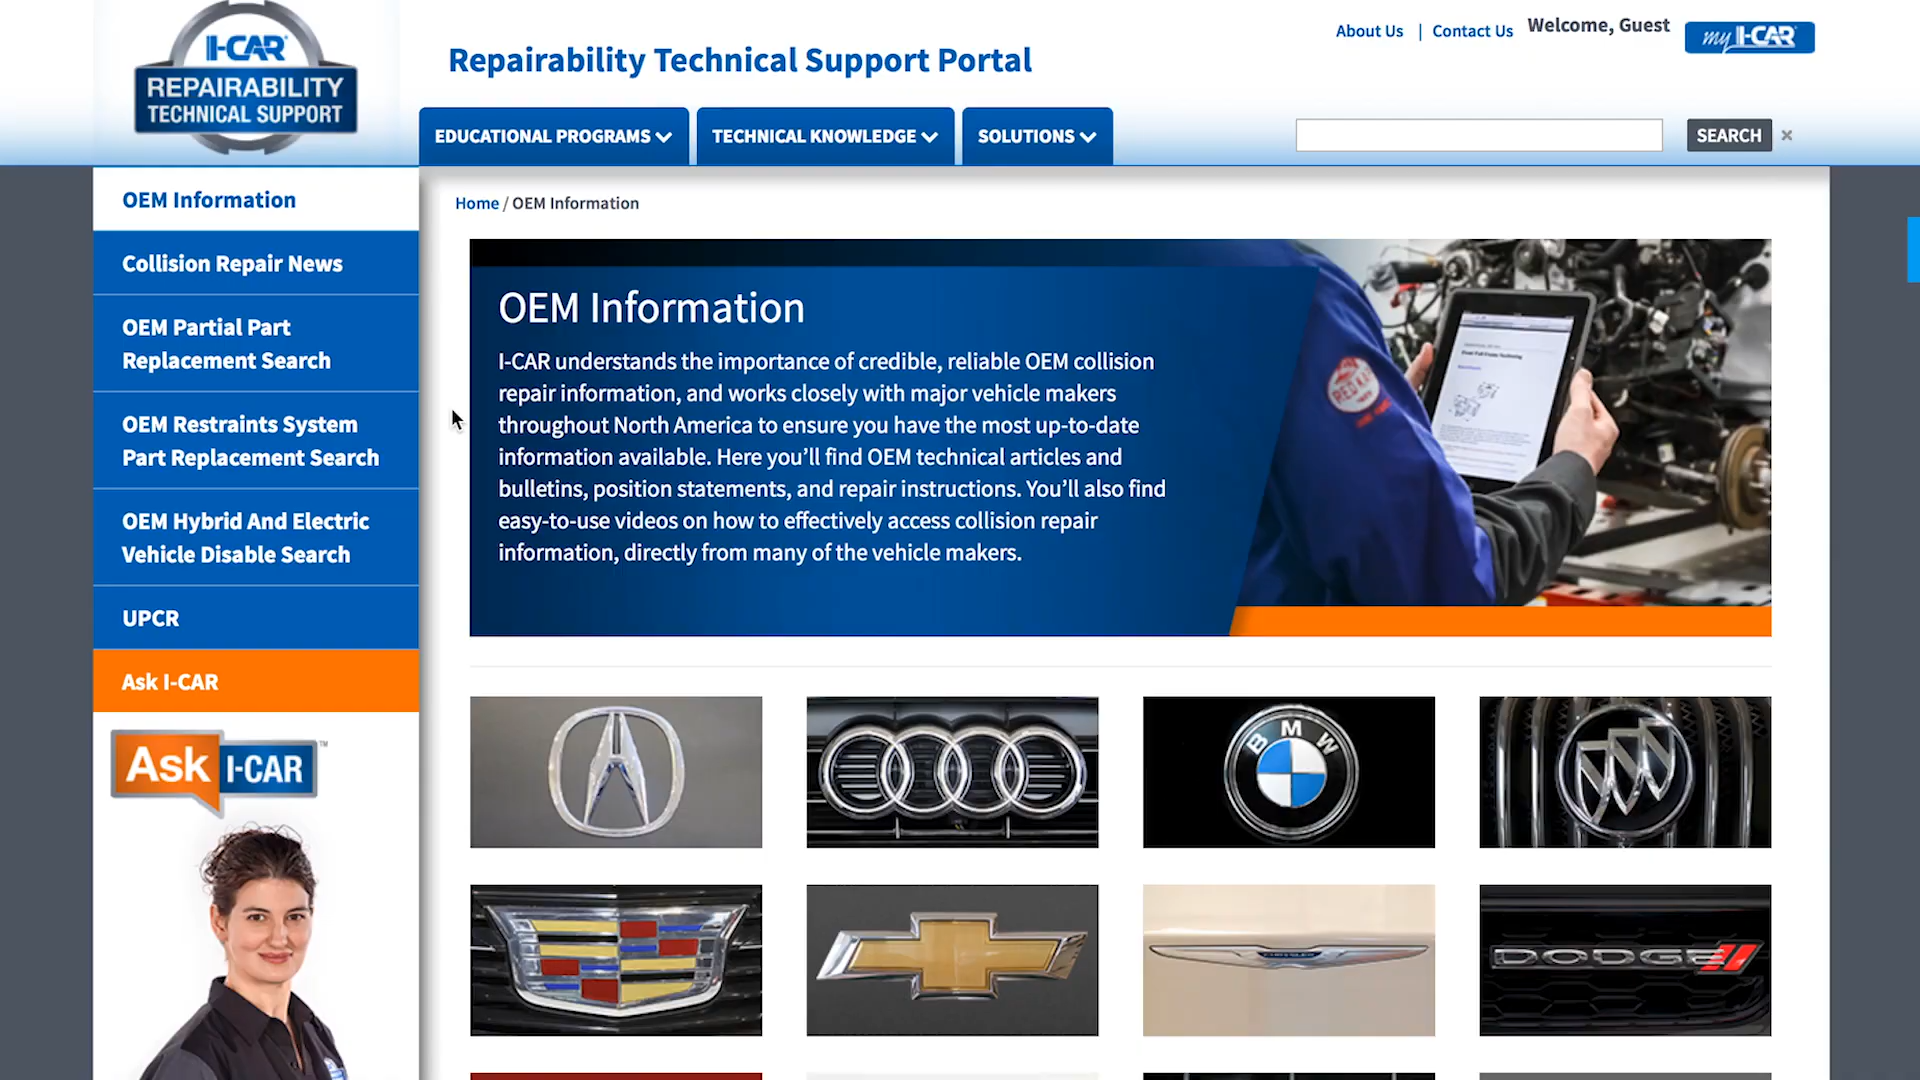 I-CAR
REPAIRABILITY
TECHNICAL SUPPORT
Repairability Technical Support Portal
About Us | Contact Us
Welcome, Guest
my I-CAR
EDUCATIONAL PROGRAMS
TECHNICAL KNOWLEDGE
SOLUTIONS
SEARCH
×
OEM Information
Collision Repair News
OEM Partial Part
Replacement Search
OEM Restraints System
Part Replacement Search
OEM Hybrid And Electric
Vehicle Disable Search
UPCR
Ask I-CAR
Ask I-CAR™
Home / OEM Information
OEM Information
I-CAR understands the importance of credible, reliable OEM collision
repair information, and works closely with major vehicle makers
throughout North America to ensure you have the most up-to-date
information available. Here you’ll find OEM technical articles and
bulletins, position statements, and repair instructions. You’ll also find
easy-to-use videos on how to effectively access collision repair
information, directly from many of the vehicle makers.
BMW
CHRYSLER
DODGE